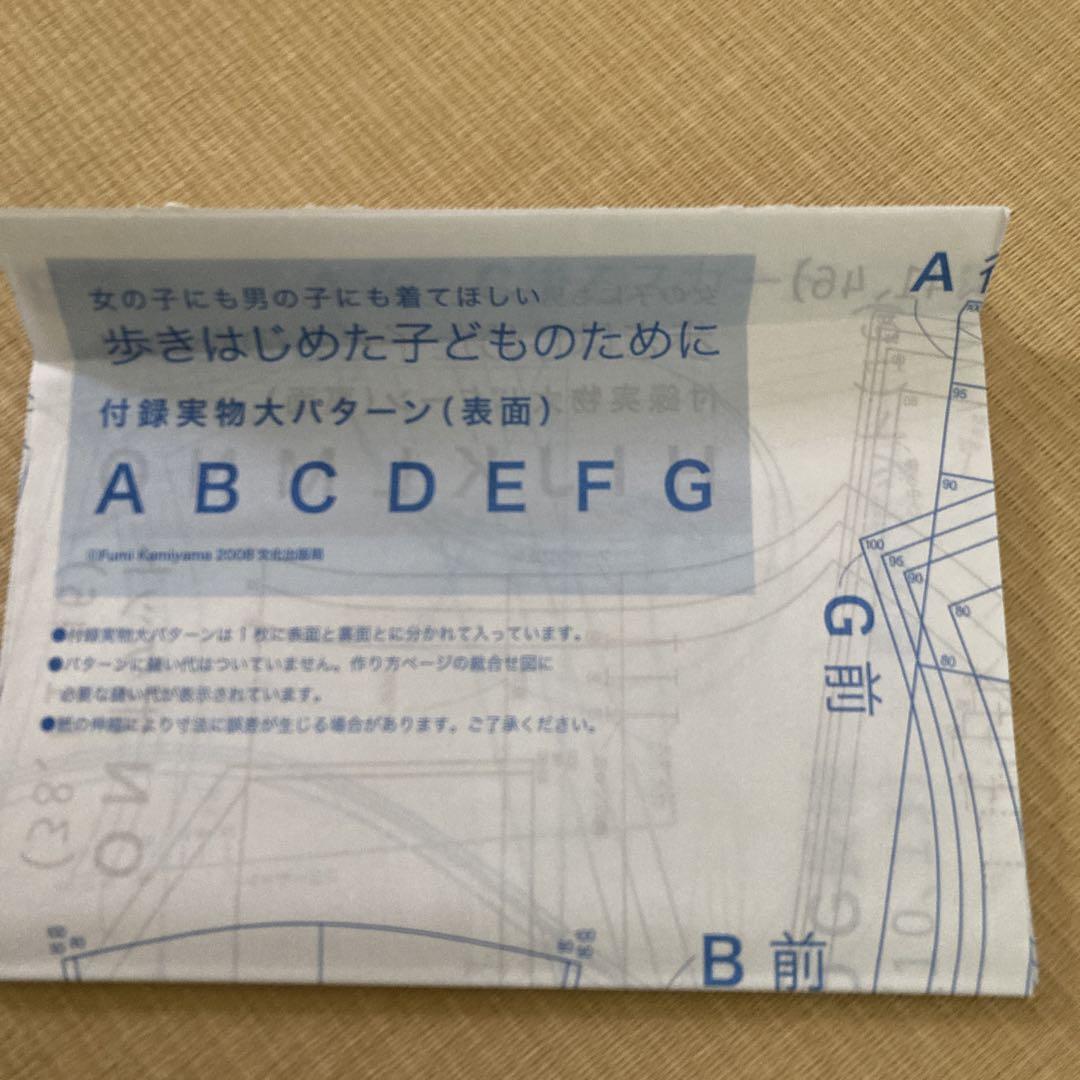 女の子にも男の子にも着てほしい
歩きはじめた子どものために
付録実物大パターン(表面)
A B C D E F G
©Fumi Kamiyama 2008 文化出版局
●付録実物大パターンは1枚に表面と裏面とに分かれて入っています。
●パターンに縫い代はついていません。作り方ページの裁合せ図に
必要な縫い代が表示されています。
●紙の伸縮により寸法に誤差が生じる場合があります。ご了承ください。
A
95
90
100
95
90
80
80
G 前
B 前